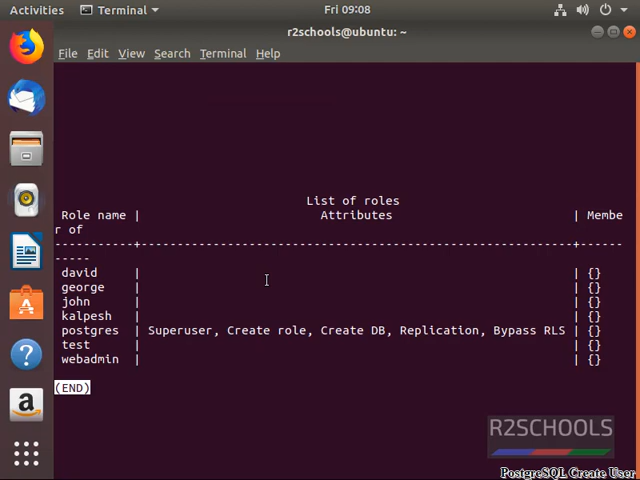 Activities Terminal Fri 09:08
r2schools@ubuntu: ~
File Edit View Search Terminal Help
List of roles
Role name | Attributes | Membe
r of
-----------+------------------------------------------------------------+------
-----
david | | {}
george | | {}
john | | {}
kalpesh | | {}
postgres | Superuser, Create role, Create DB, Replication, Bypass RLS | {}
test | | {}
webadmin | | {}
(END)
R2SCHOOLS
PostgreSQL Create User